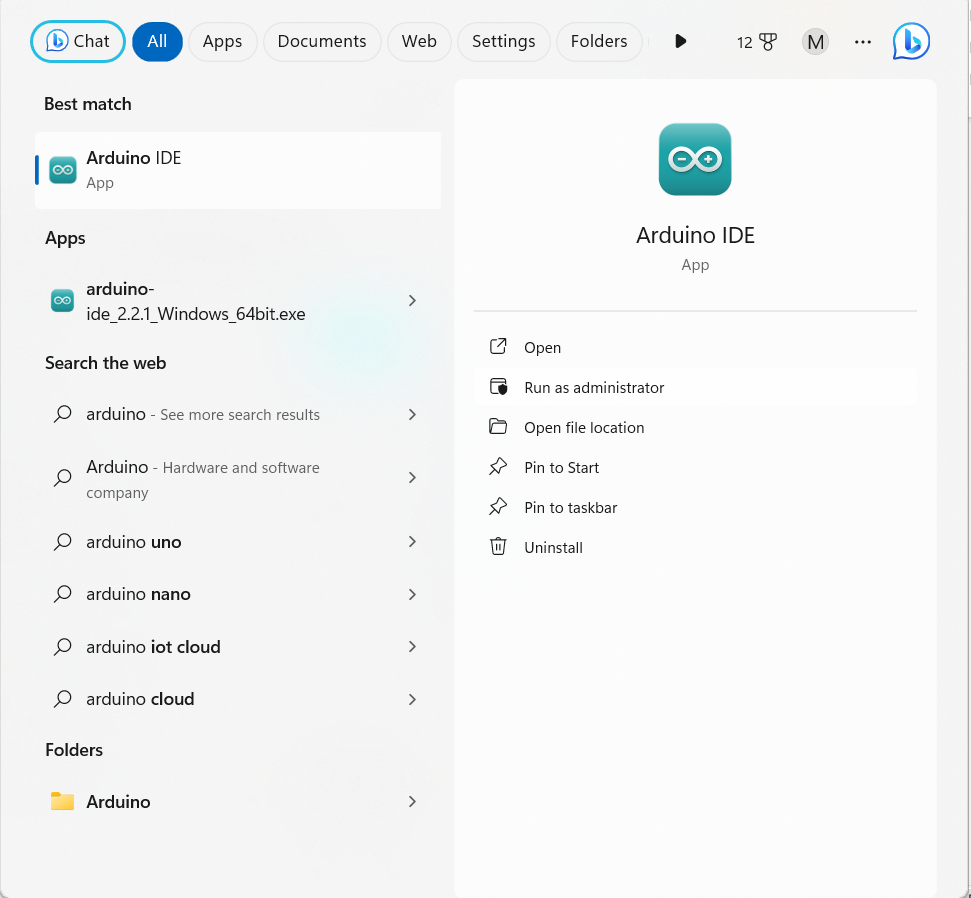 Chat All Apps Documents Web Settings Folders 12 M
Best match
Arduino IDE
App
Apps
arduino-
ide_2.2.1_Windows_64bit.exe
Search the web
arduino - See more search results
Arduino - Hardware and software
company
arduino uno
arduino nano
arduino iot cloud
arduino cloud
Folders
Arduino
Arduino IDE
App
Open
Run as administrator
Open file location
Pin to Start
Pin to taskbar
Uninstall